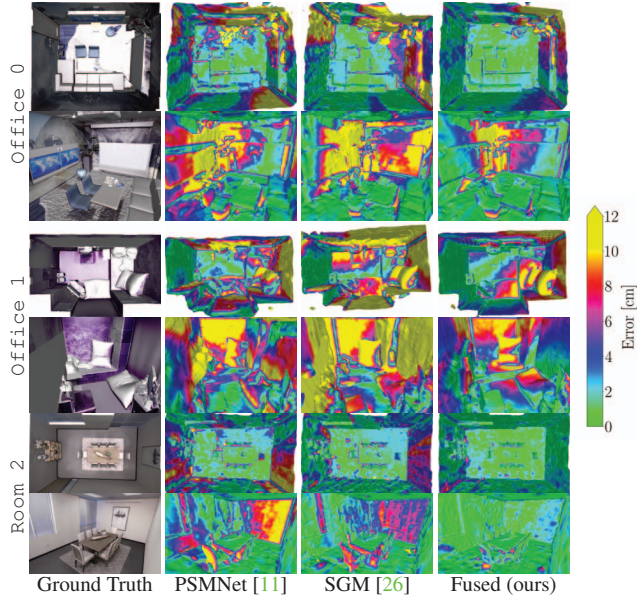 Office 0
Office 1
Room 2
12
10
8
6
4
2
0
Error [cm]
Ground Truth PSMNet [11] SGM [26] Fused (ours)